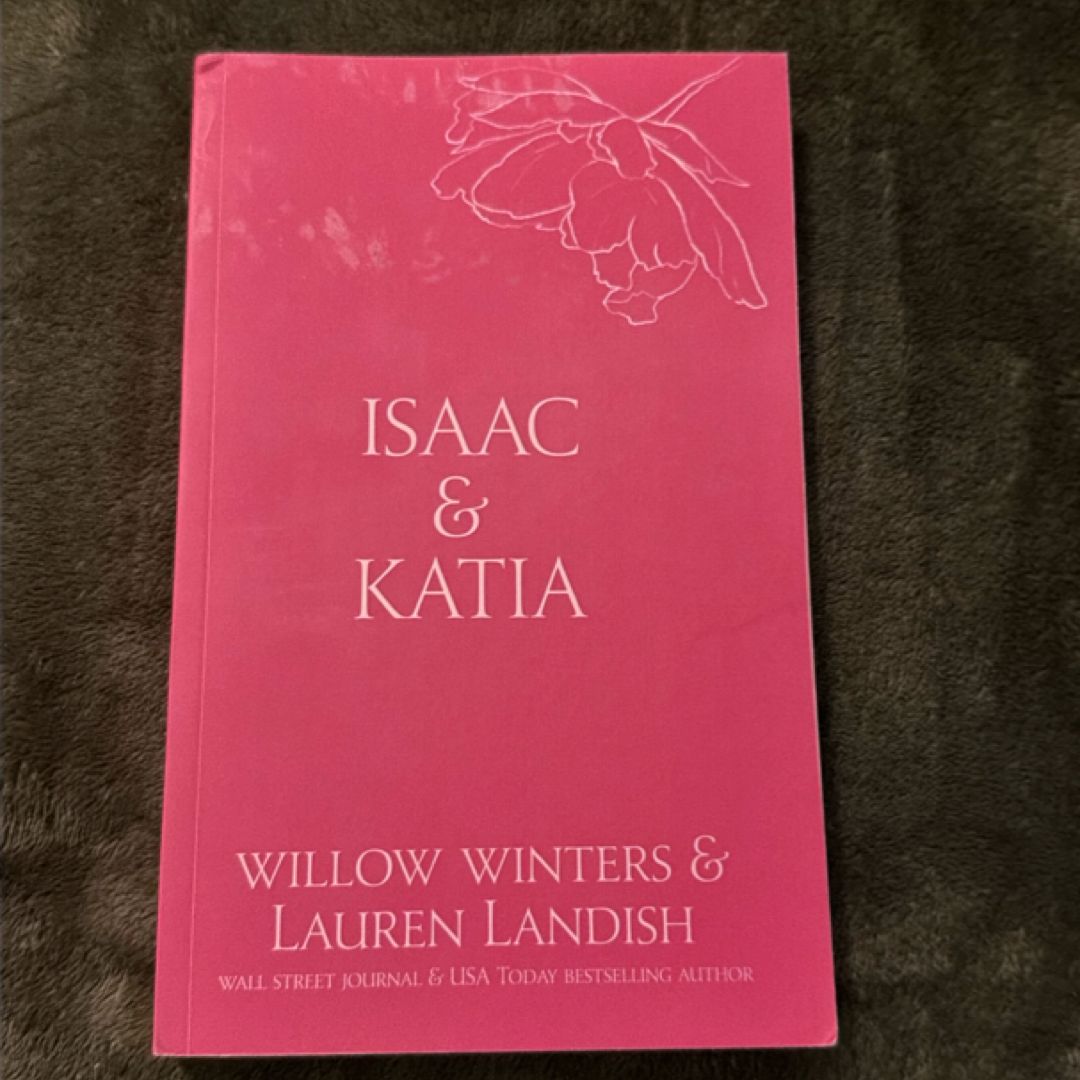 ISAAC
&
KATIA
WILLOW WINTERS &
LAUREN LANDISH
WALL STREET JOURNAL & USA TODAY BESTSELLING AUTHOR